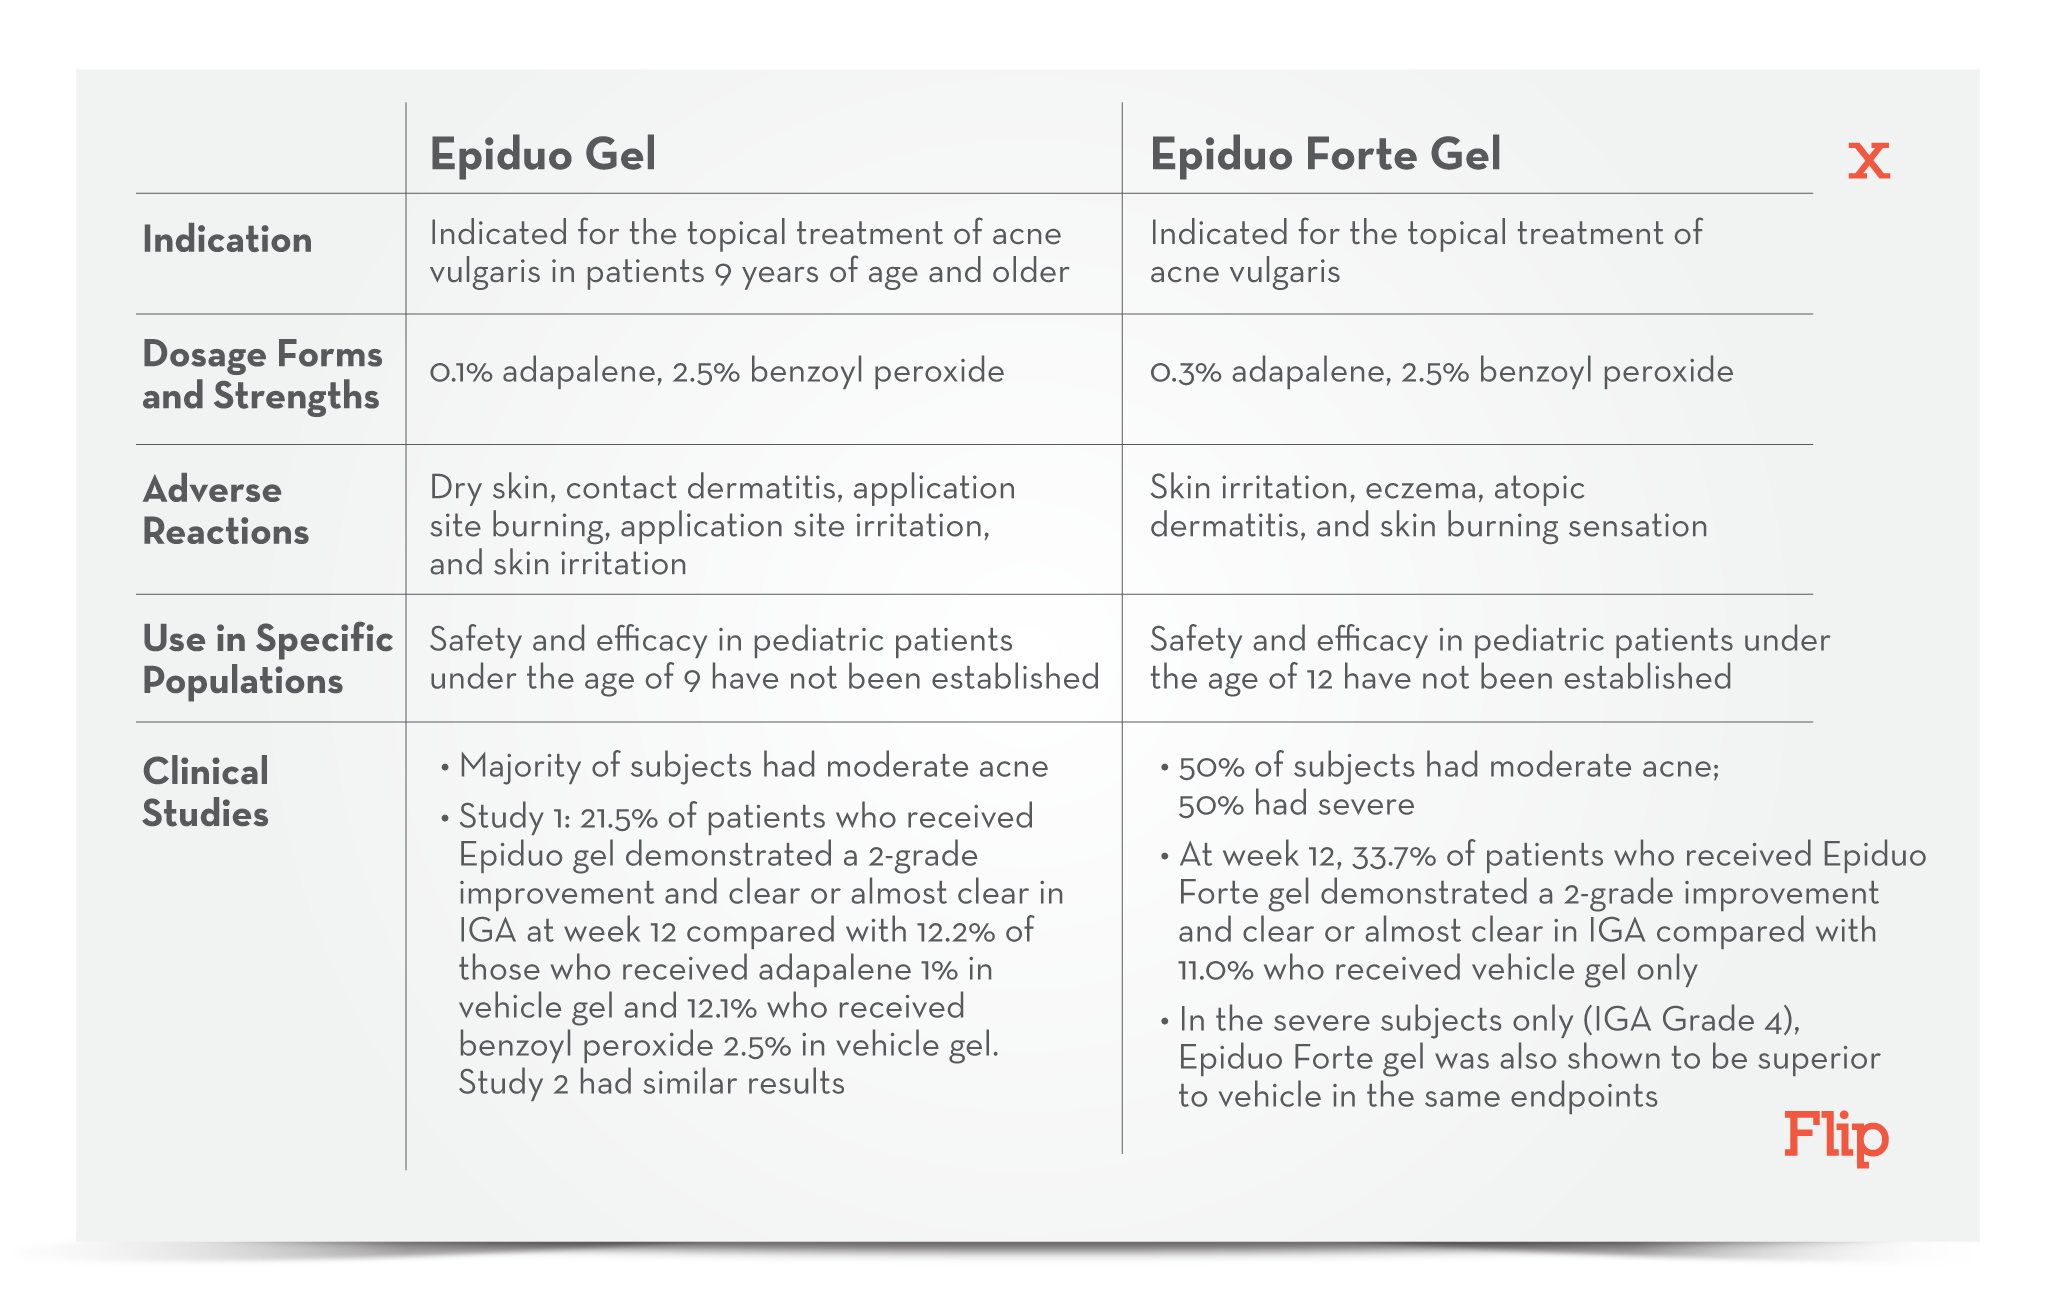 Epiduo Gel
Epiduo Forte Gel
X
Indication
Indicated for the topical treatment of acne
vulgaris in patients 9 years of age and older
Indicated for the topical treatment of
acne vulgaris
Dosage Forms
and Strengths
0.1% adapalene, 2.5% benzoyl peroxide
0.3% adapalene, 2.5% benzoyl peroxide
Adverse
Reactions
Dry skin, contact dermatitis, application
site burning, application site irritation,
and skin irritation
Skin irritation, eczema, atopic
dermatitis, and skin burning sensation
Use in Specific
Populations
Safety and efficacy in pediatric patients
under the age of 9 have not been established
Safety and efficacy in pediatric patients under
the age of 12 have not been established
Clinical
Studies
• Majority of subjects had moderate acne
• Study 1: 21.5% of patients who received
Epiduo gel demonstrated a 2-grade
improvement and clear or almost clear in
IGA at week 12 compared with 12.2% of
those who received adapalene 1% in
vehicle gel and 12.1% who received
benzoyl peroxide 2.5% in vehicle gel.
Study 2 had similar results
• 50% of subjects had moderate acne;
50% had severe
• At week 12, 33.7% of patients who received Epiduo
Forte gel demonstrated a 2-grade improvement
and clear or almost clear in IGA compared with
11.0% who received vehicle gel only
• In the severe subjects only (IGA Grade 4),
Epiduo Forte gel was also shown to be superior
to vehicle in the same endpoints
Flip